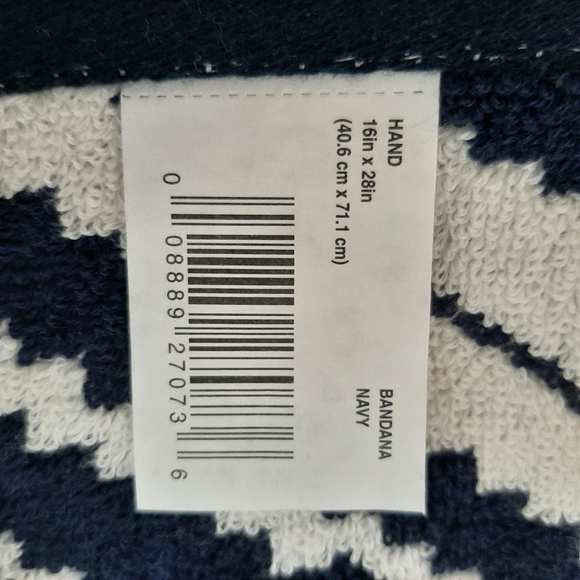 HAND
16in x 28in
(40.6 cm x 71.1 cm)
BANDANA
NAVY
0 08889 27073 6